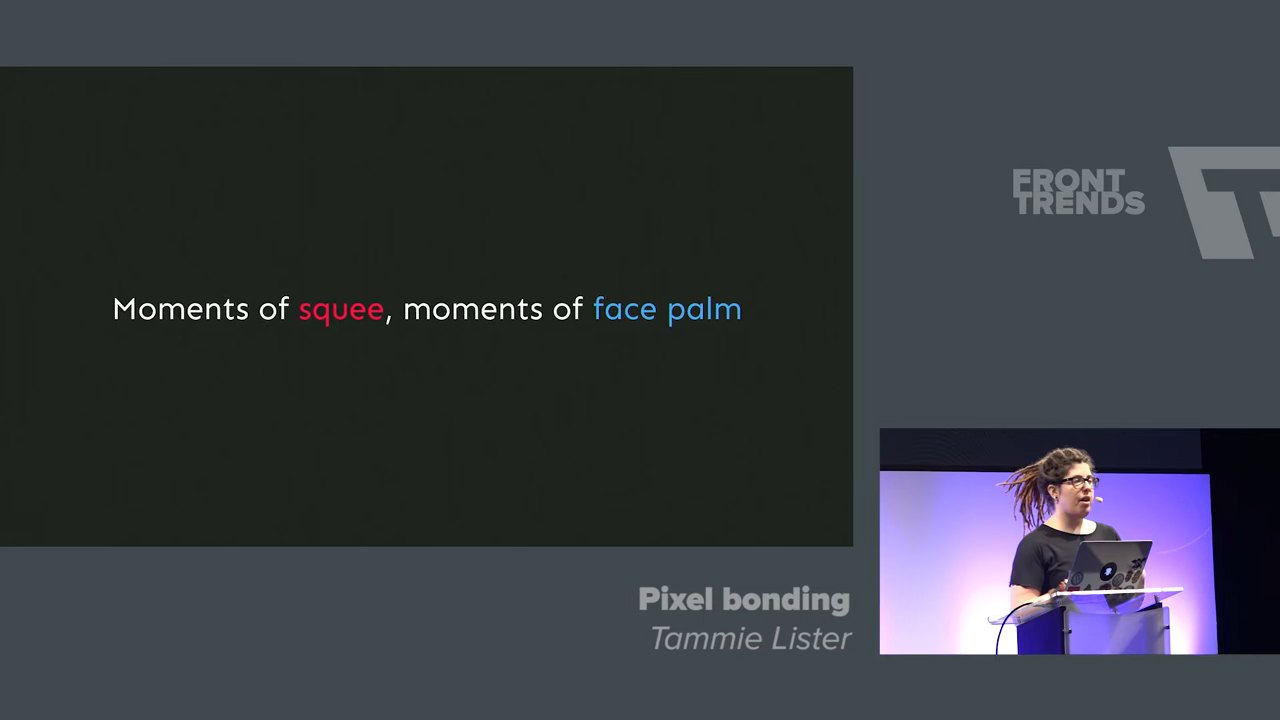 Moments of squee, moments of face palm
FRONT
TRENDS
Pixel bonding
Tammie Lister